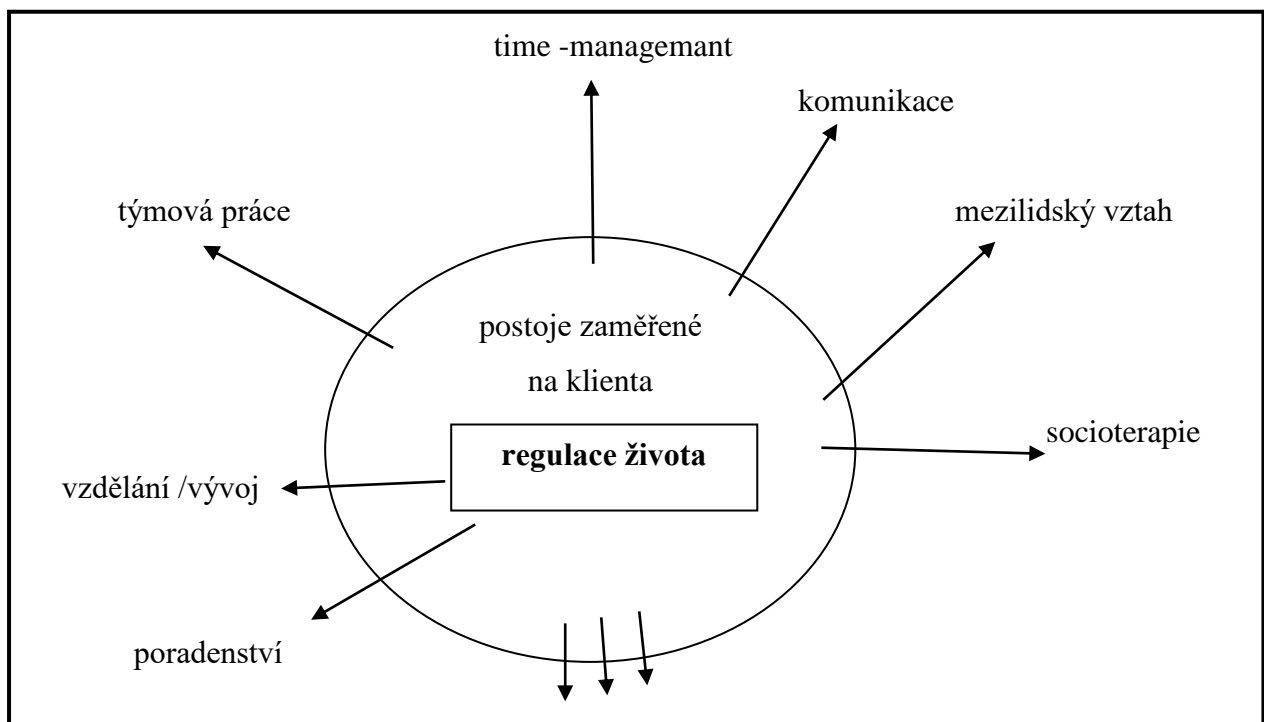 time -managemant
komunikace
týmová práce
mezilidský vztah
postoje zaměřené
na klienta
socioterapie
regulace života
vzdělání /vývoj
poradenství